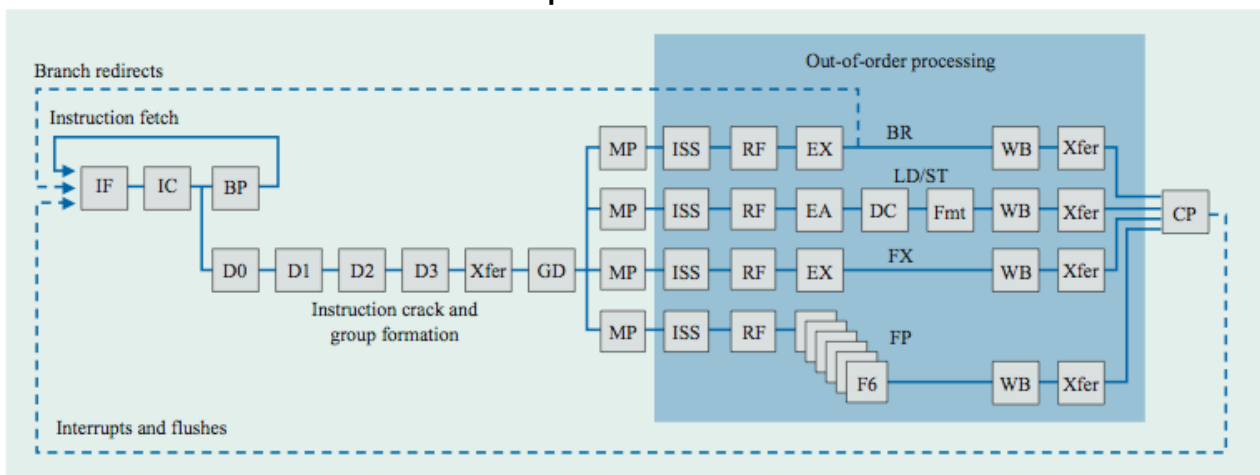 Out-of-order processing
Branch redirects
Instruction fetch
BR
MP ISS RF EX WB Xfer
IF IC BP
LD/ST
MP ISS RF EA DC Fmt WB Xfer
CP
FX
D0 D1 D2 D3 Xfer GD MP ISS RF EX WB Xfer
Instruction crack and
group formation
MP ISS RF FP
F6 WB Xfer
Interrupts and flushes